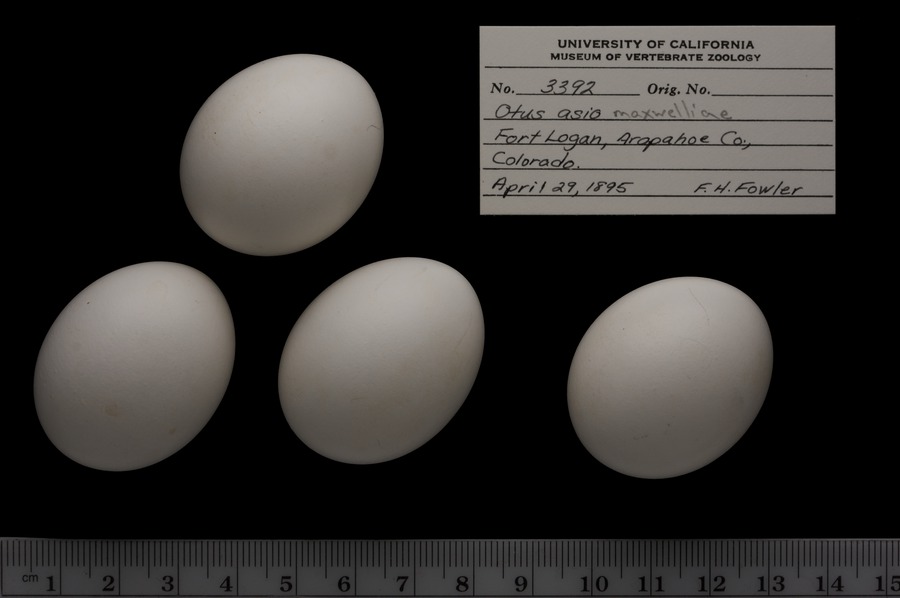 UNIVERSITY OF CALIFORNIA
MUSEUM OF VERTEBRATE ZOOLOGY
No. 3392 Orig. No.
Otus asio maxwelliae
Fort Logan, Arapahoe Co.,
Colorado.
April 29, 1895 F. H. Fowler
cm 1 2 3 4 5 6 7 8 9 10 11 12 13 14 15